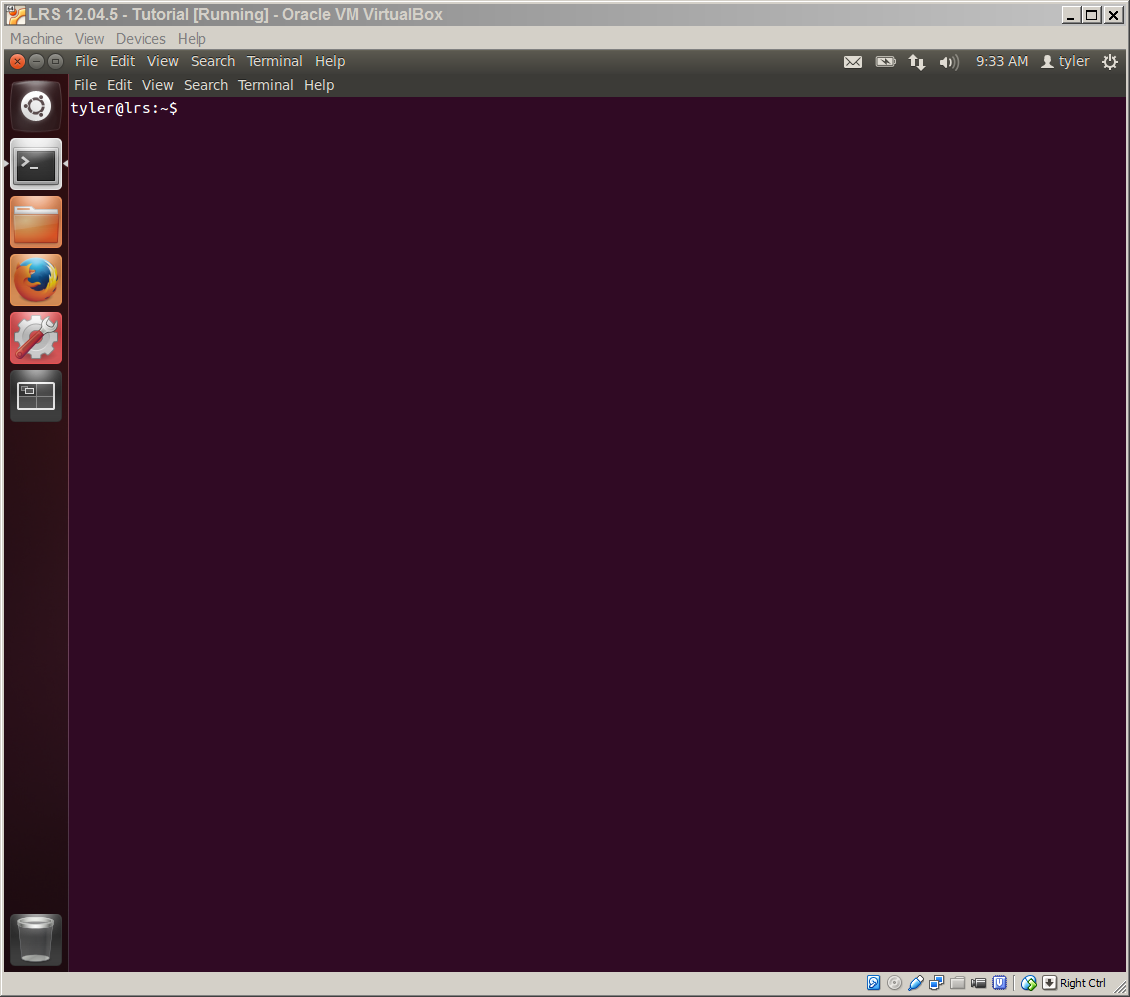 LRS 12.04.5 - Tutorial [Running] - Oracle VM VirtualBox
Machine View Devices Help
File Edit View Search Terminal Help 9:33 AM tyler
File Edit View Search Terminal Help
tyler@lrs:~$
>_
Right Ctrl